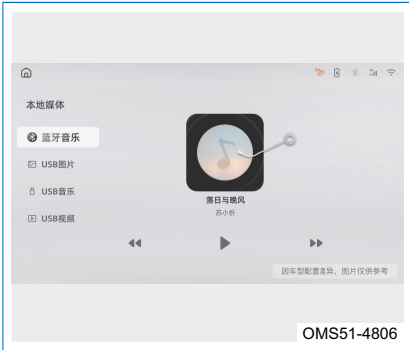 本地媒体
蓝牙音乐
USB图片
USB音乐
USB视频
落日与晚风
苏小忻
因车型配置差异，图片仅供参考
OMS51-4806